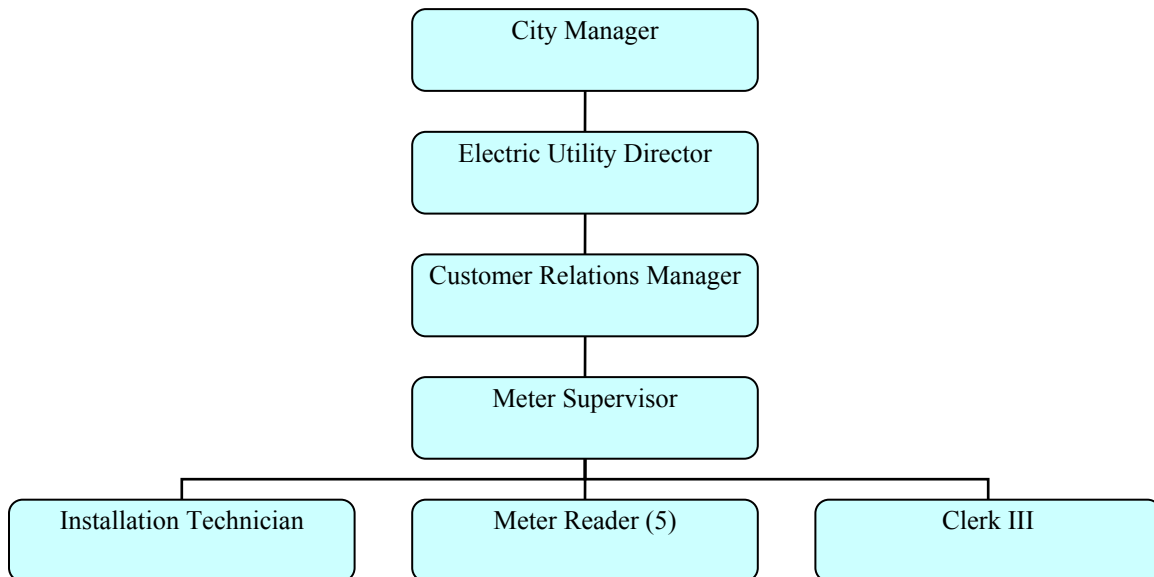 City Manager
Electric Utility Director
Customer Relations Manager
Meter Supervisor
Installation Technician
Meter Reader (5)
Clerk III